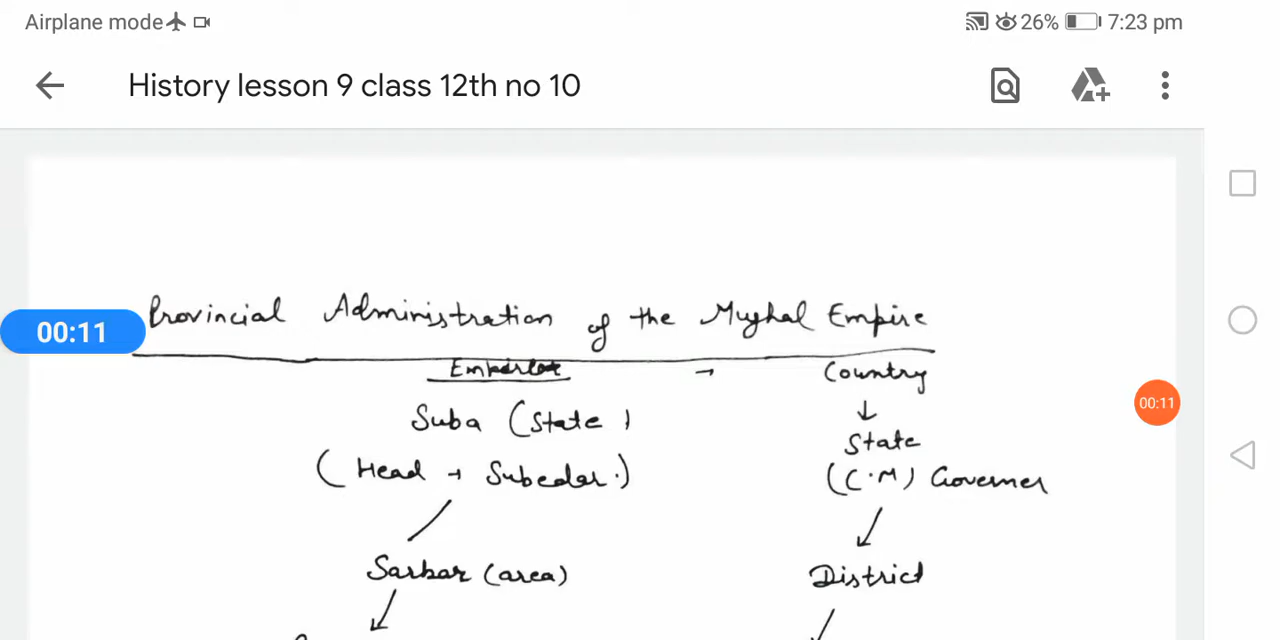 Airplane mode 26% 7:23 pm
History lesson 9 class 12th no 10
Provincial Administration of the Mughal Empire
00:11
Country
00:11
Suba (State)
↓
State
(Head → Subedar.)
(C.M) Governer
Sarkar (area)
District